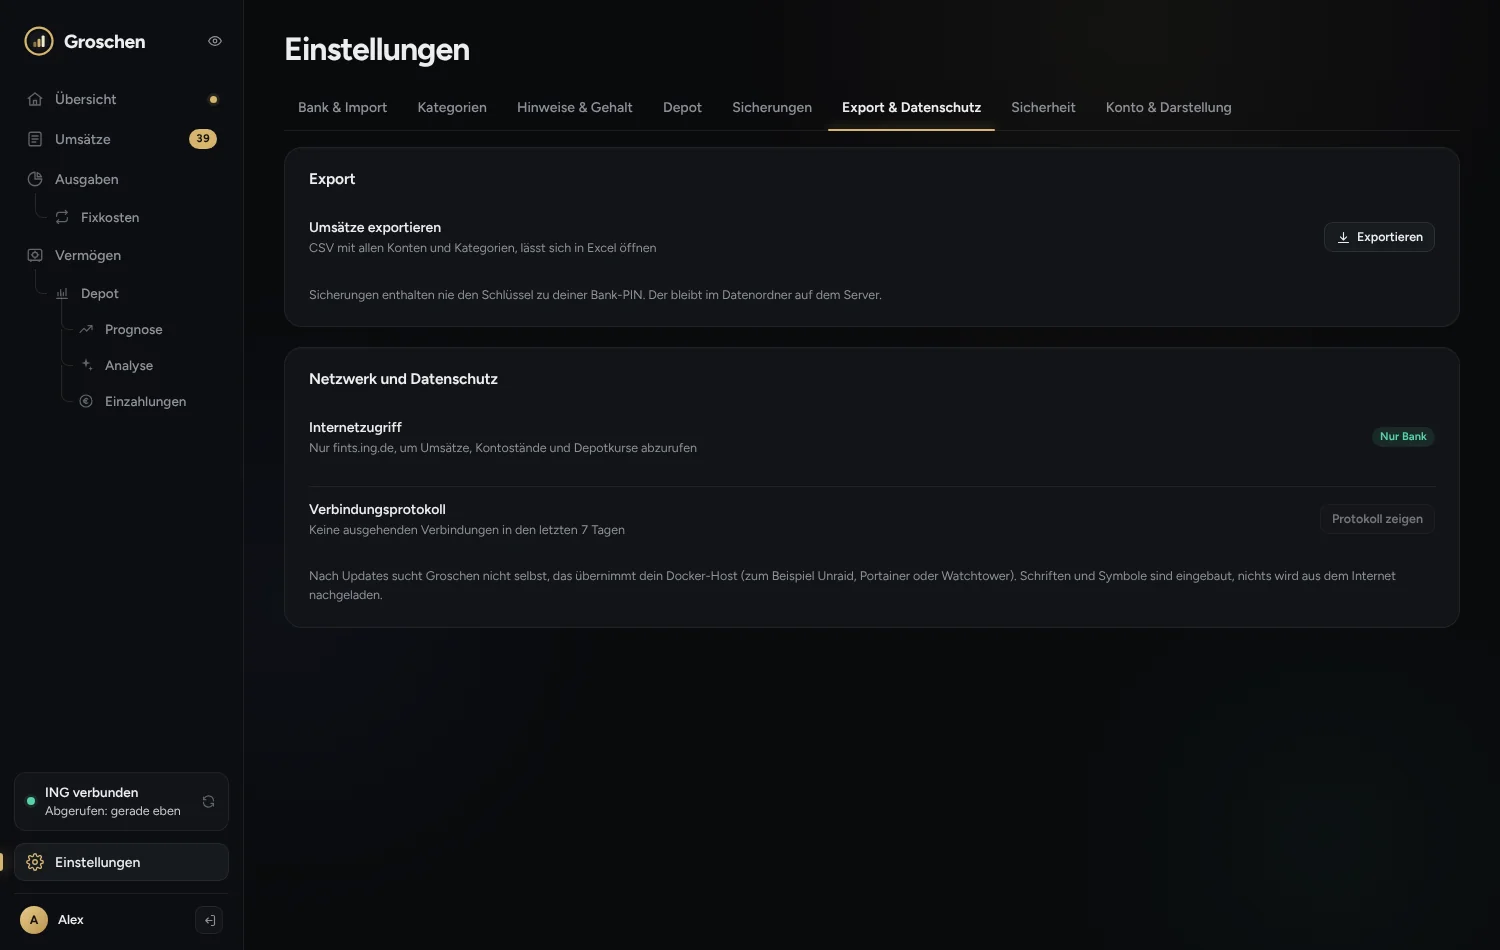 Groschen
Übersicht
Umsätze
39
Ausgaben
Fixkosten
Vermögen
Depot
Prognose
Analyse
Einzahlungen
ING verbunden
Abgerufen: gerade eben
Einstellungen
A
Alex
Einstellungen
Bank & Import
Kategorien
Hinweise & Gehalt
Depot
Sicherungen
Export & Datenschutz
Sicherheit
Konto & Darstellung
Export
Umsätze exportieren
CSV mit allen Konten und Kategorien, lässt sich in Excel öffnen
Exportieren
Sicherungen enthalten nie den Schlüssel zu deiner Bank-PIN. Der bleibt im Datenordner auf dem Server.
Netzwerk und Datenschutz
Internetzugriff
Nur fints.ing.de, um Umsätze, Kontostände und Depotkurse abzurufen
Nur Bank
Verbindungsprotokoll
Keine ausgehenden Verbindungen in den letzten 7 Tagen
Protokoll zeigen
Nach Updates sucht Groschen nicht selbst, das übernimmt dein Docker-Host (zum Beispiel Unraid, Portainer oder Watchtower). Schriften und Symbole sind eingebaut, nichts wird aus dem Internet
nachgeladen.